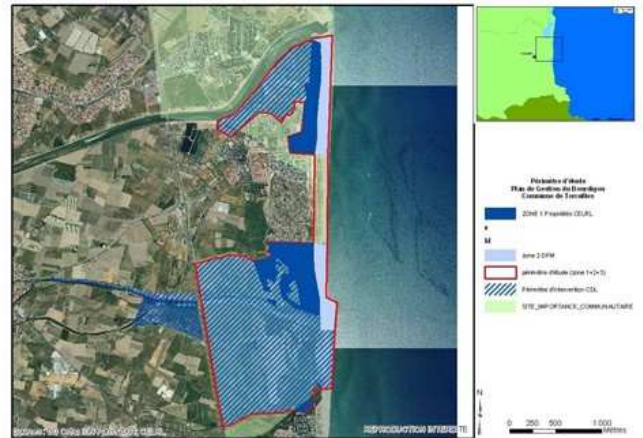 Périmètre d'étude
Plan de Gestion du Bourdigou
Commune de Torreilles
ZONE 1 Propriétés CELRL
zone 2 DPM
périmètre d'étude (zone 1+2+3)
Périmètre d'intervention CDL
SITE_IMPORTANCE_COMMUNAUTAIRE
N
0 250 500 1 000
Mètres
REPRODUCTION INTERDITE